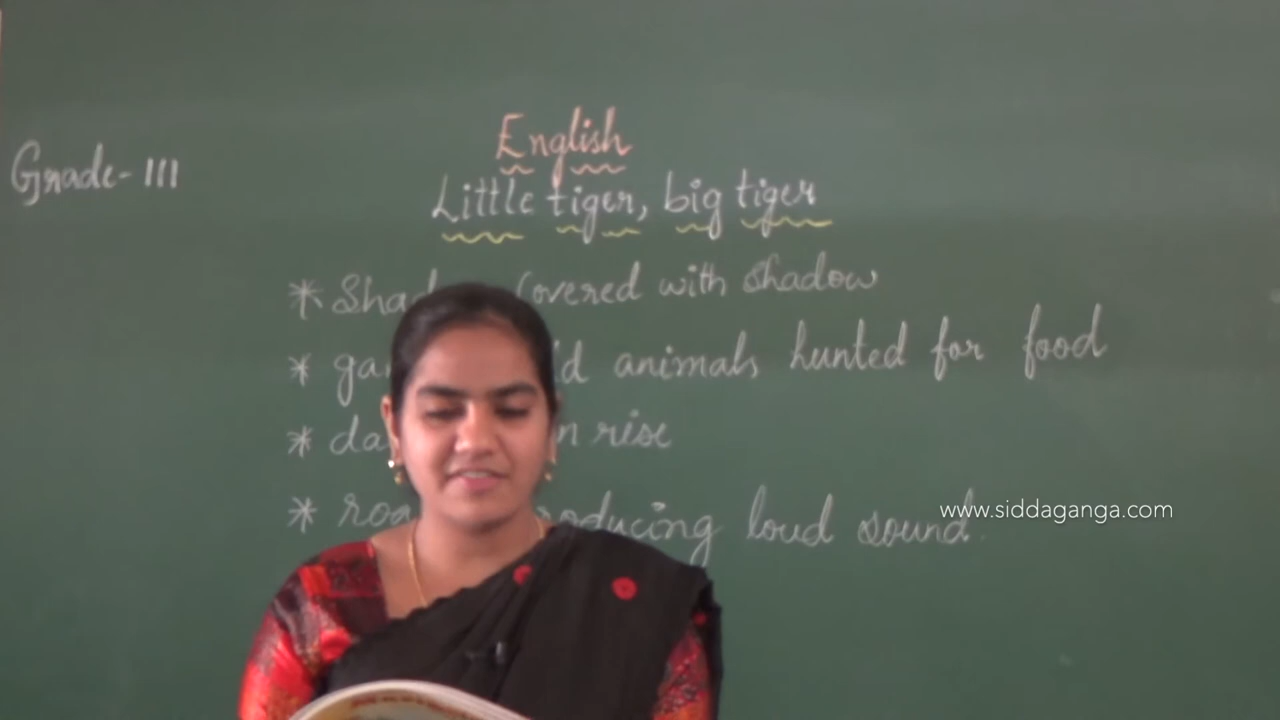 Grade-III
English
Little tiger, big tiger
* covered with shadow
* animals hunted for food
* rise
* loud sound.
www.siddaganga.com